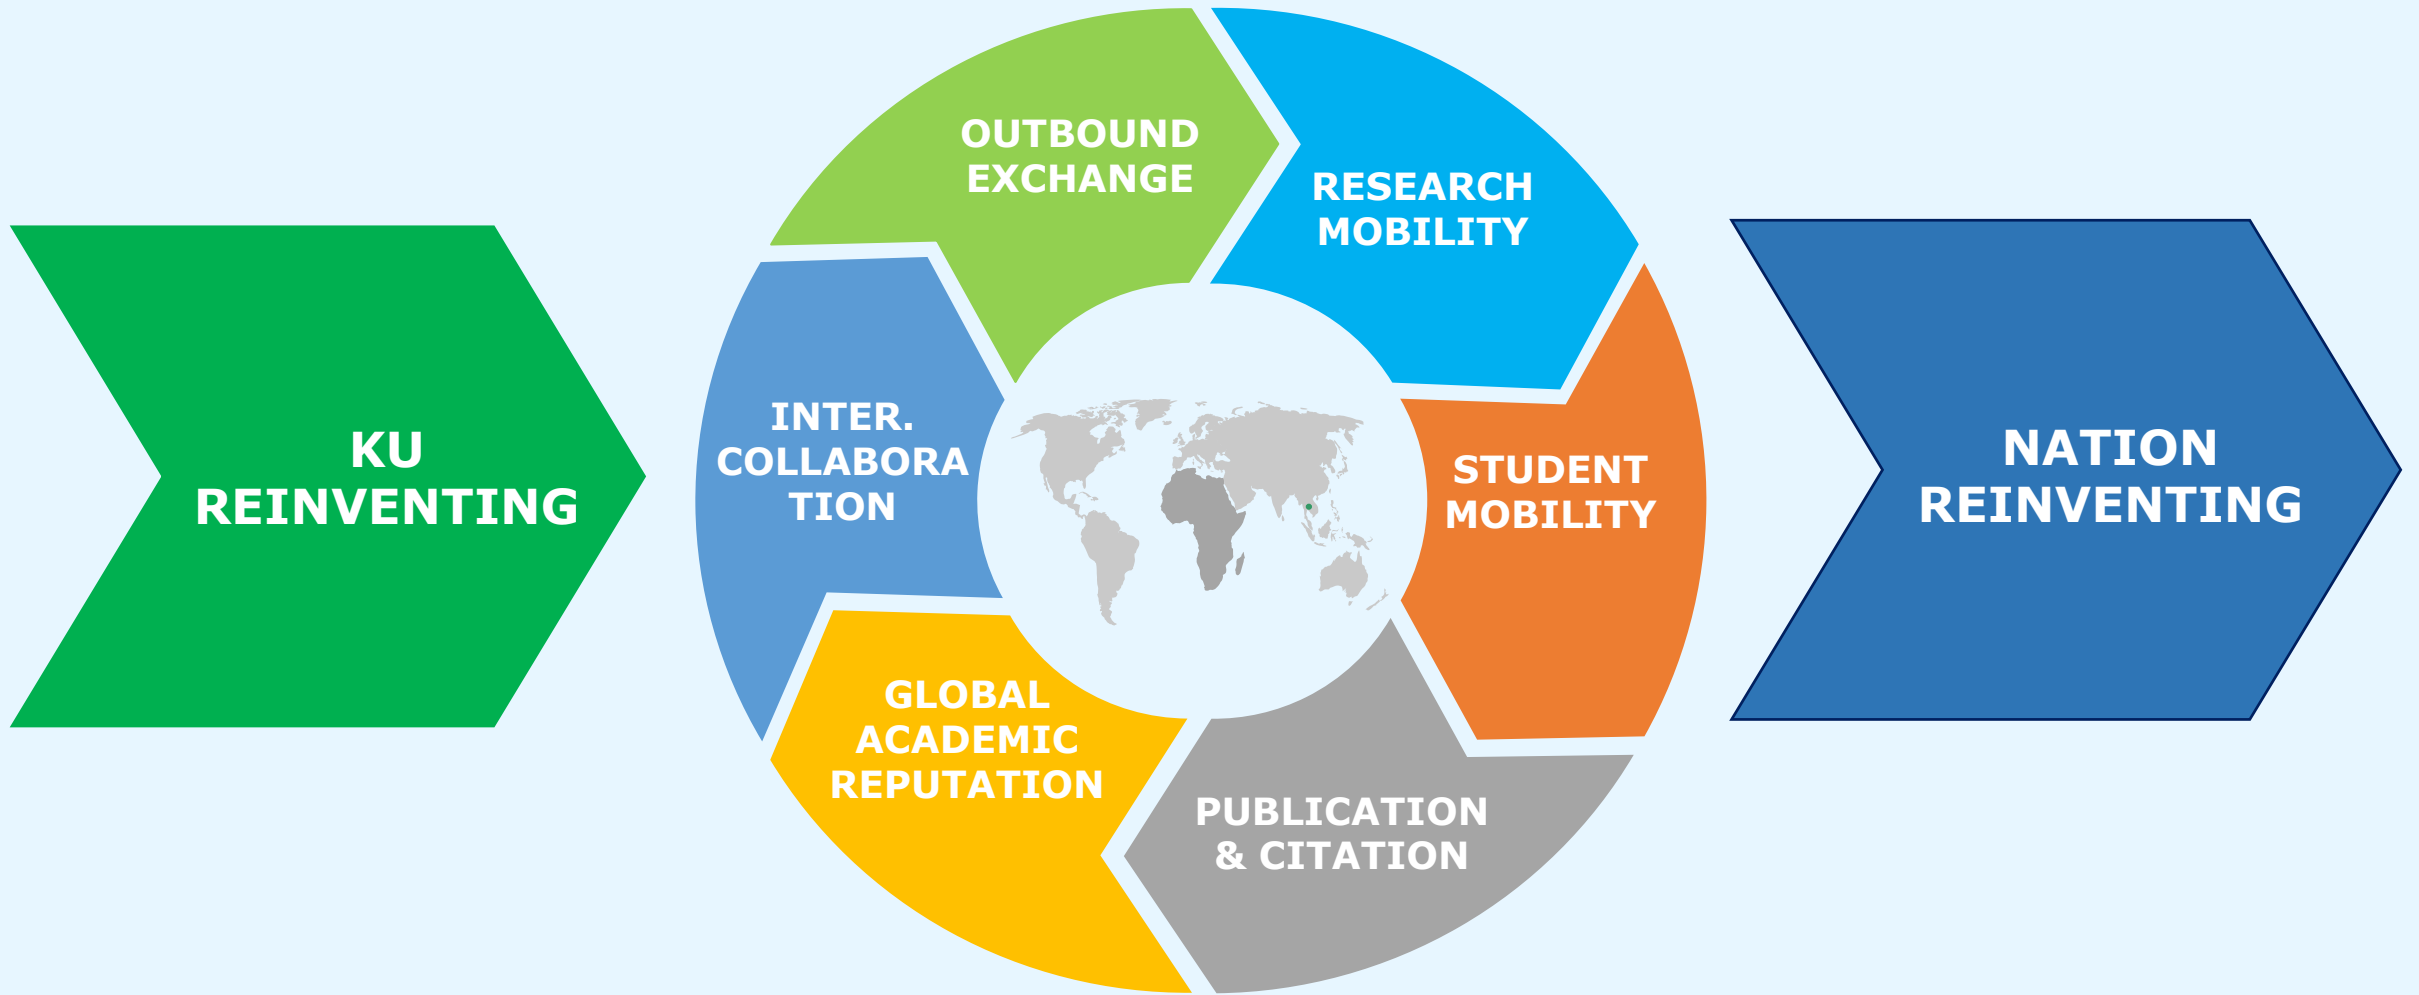 KU
REINVENTING
OUTBOUND
EXCHANGE
RESEARCH
MOBILITY
STUDENT
MOBILITY
PUBLICATION
& CITATION
GLOBAL
ACADEMIC
REPUTATION
INTER.
COLLABORA
TION
NATION
REINVENTING